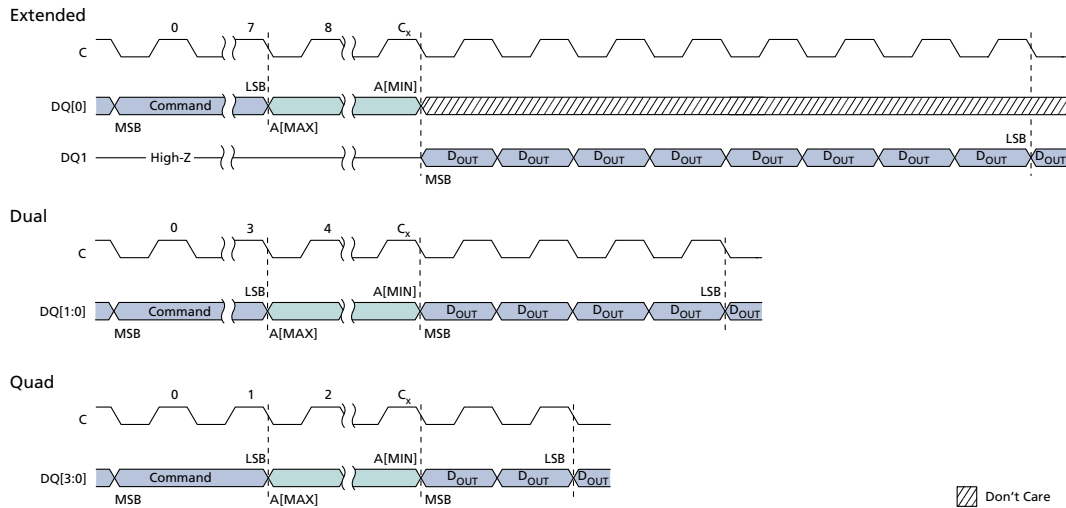 Extended
0 7 8 Cx
C
LSB A[MIN]
DQ[0] Command
MSB A[MAX]
LSB
DQ1 High-Z DOUT DOUT DOUT DOUT DOUT DOUT DOUT DOUT DOUT
MSB
Dual
0 3 4 Cx
C
LSB A[MIN] LSB
DQ[1:0] Command DOUT DOUT DOUT DOUT DOUT
MSB A[MAX] MSB
Quad
0 1 2 Cx
C
LSB A[MIN] LSB
DQ[3:0] Command DOUT DOUT DOUT
MSB A[MAX] MSB
Don't Care